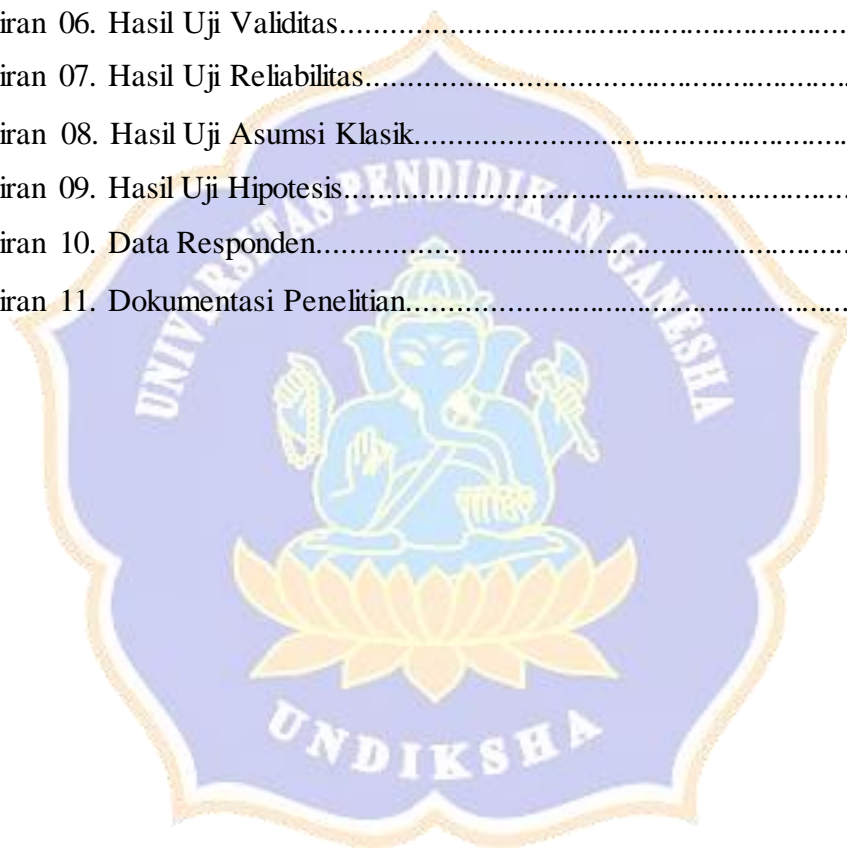 iran 06. Hasil Uji Validitas
iran 07. Hasil Uji Reliabilitas
iran 08. Hasil Uji Asumsi Klasik
iran 09. Hasil Uji Hipotesis
iran 10. Data Responden
iran 11. Dokumentasi Penelitian
UNIVERSITAS PENDIDIKAN GANESHA
UNDIKSHA